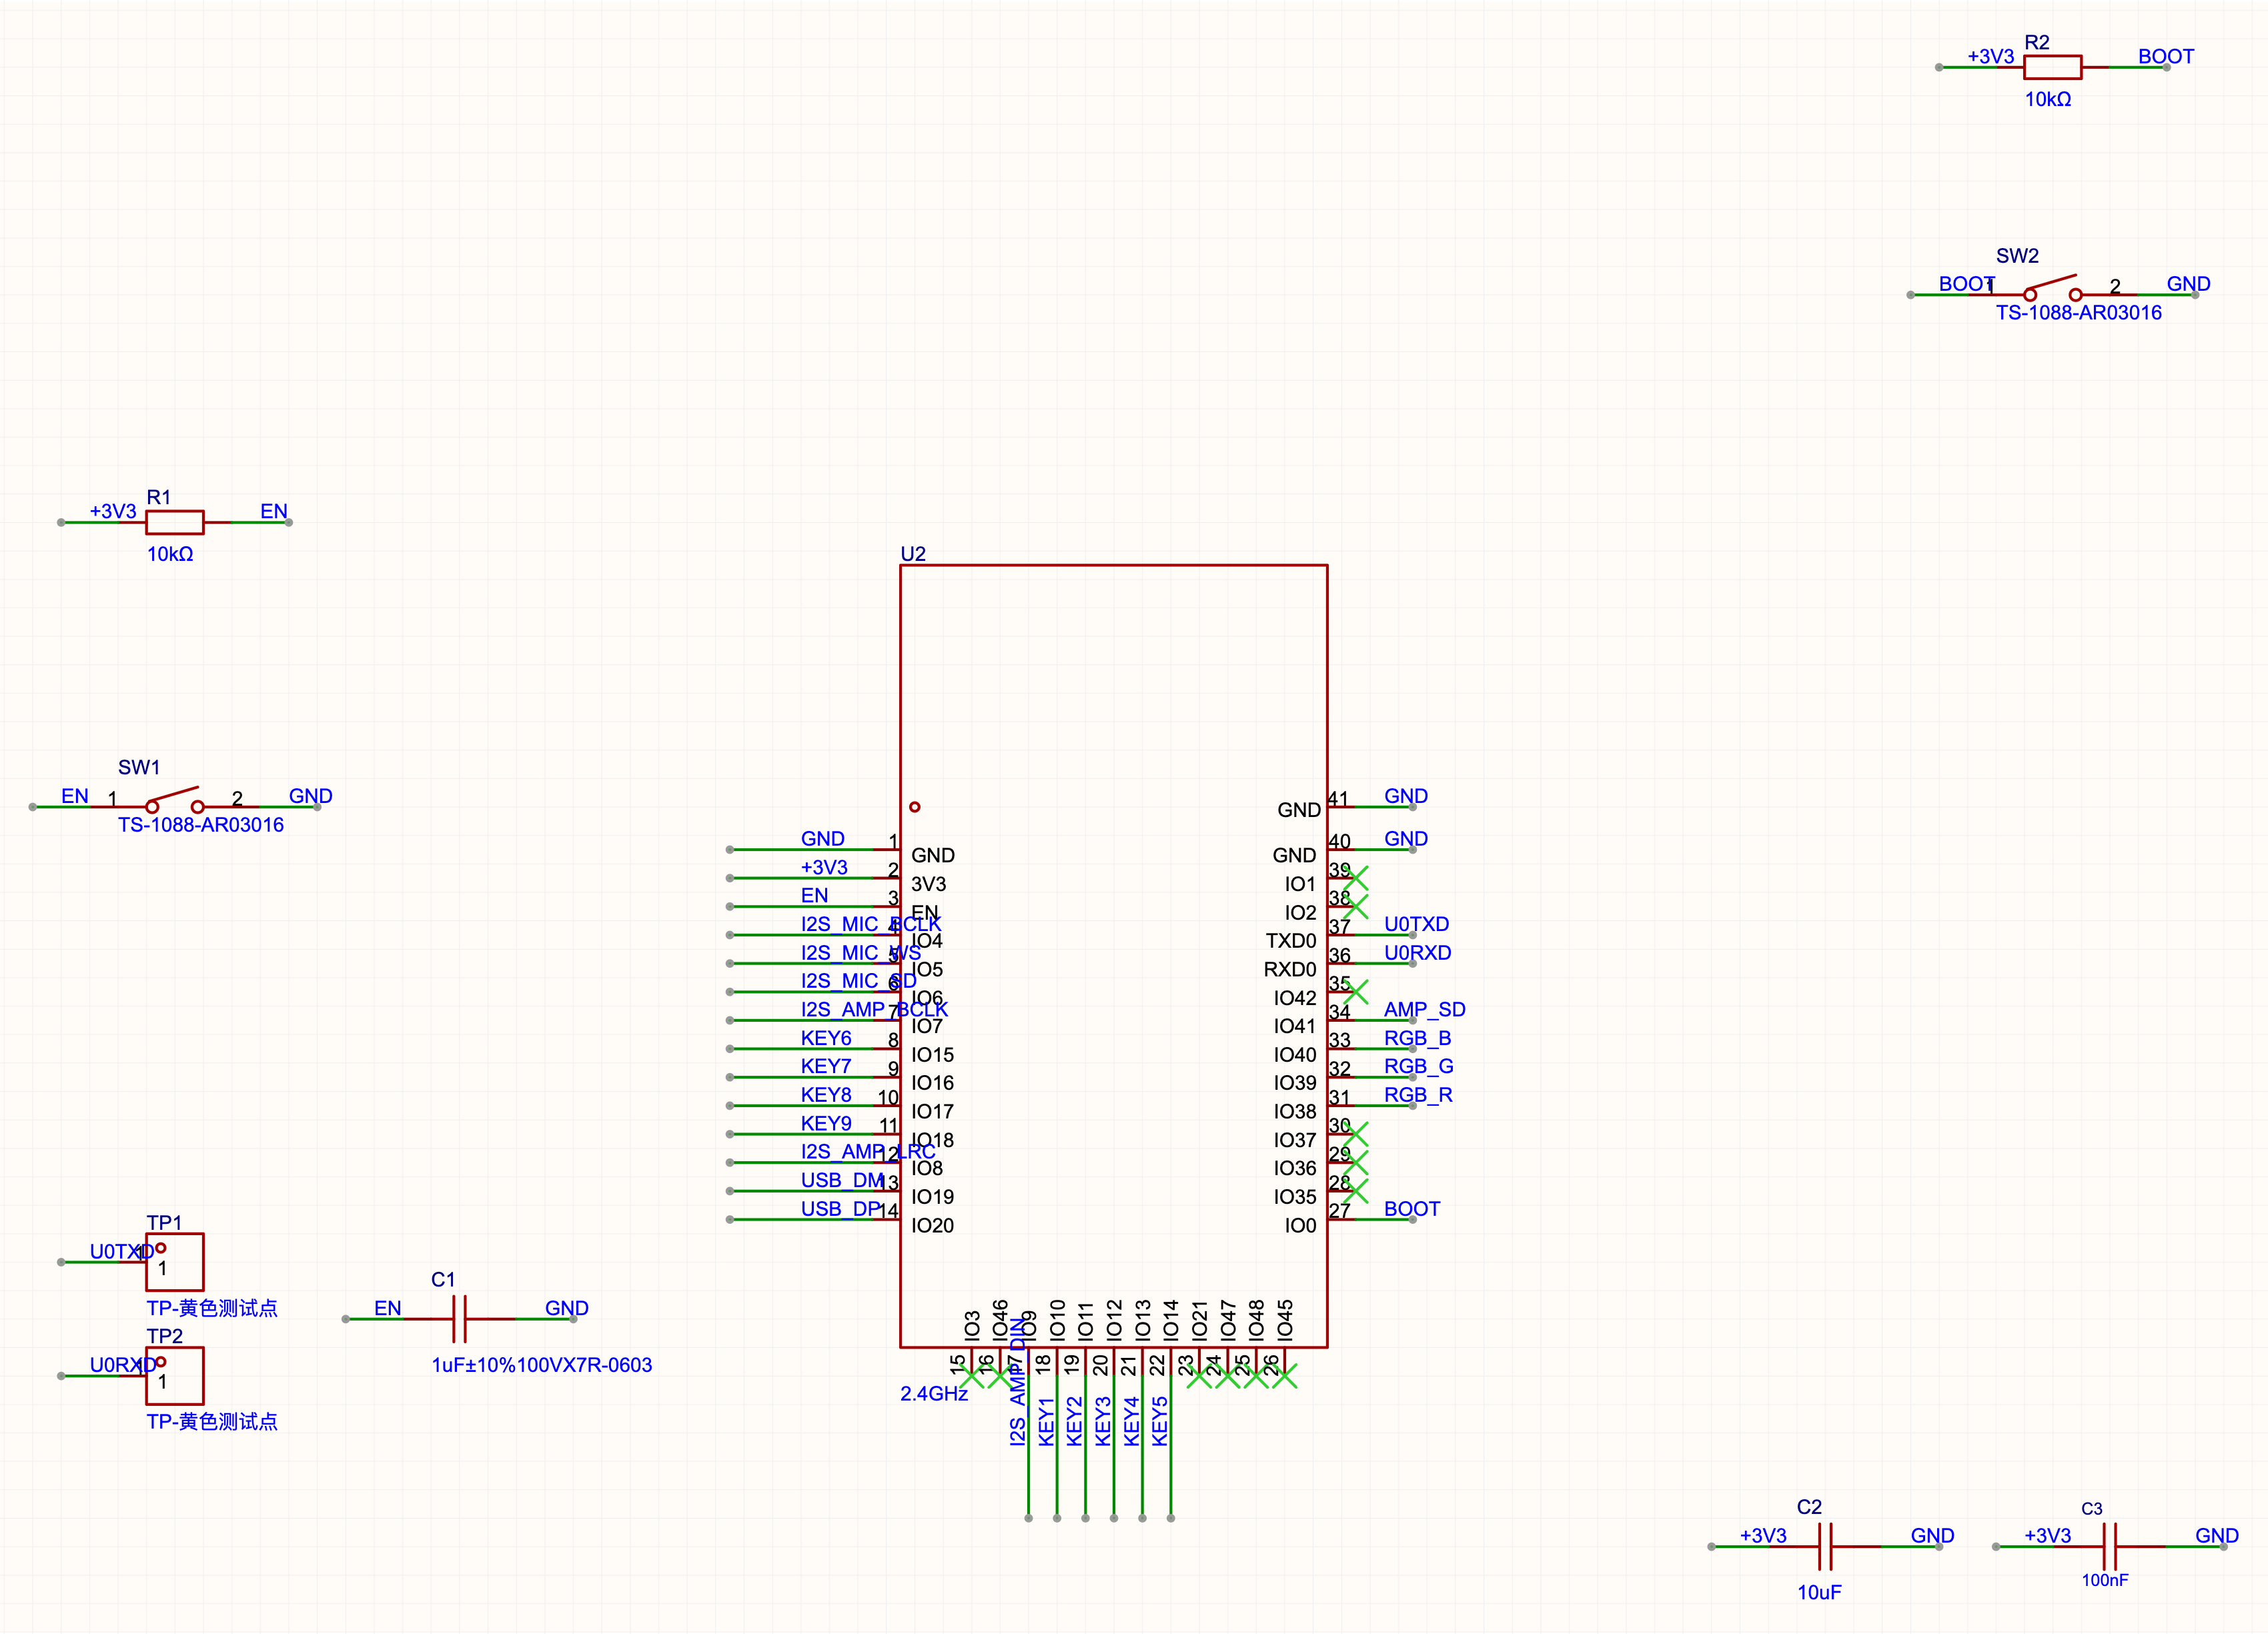 R2
+3V3
BOOT
10kΩ
SW2
BOOT 1 2 GND
TS-1088-AR03016
R1
+3V3
EN
10kΩ
U2
SW1
EN 1 2 GND
TS-1088-AR03016
GND 41 GND
GND 1 GND
GND 40 GND
+3V3 2 3V3
IO1 39
EN 3 EN
IO2 38
I2S_MIC_BCLK 4 IO4
TXD0 37 U0TXD
I2S_MIC_WS 5 IO5
RXD0 36 U0RXD
I2S_MIC_SD 6 IO6
IO42 35
I2S_AMP_BCLK 7 IO7
IO41 34 AMP_SD
KEY6 8 IO15
IO40 33 RGB_B
KEY7 9 IO16
IO39 32 RGB_G
KEY8 10 IO17
IO38 31 RGB_R
KEY9 11 IO18
IO37 30
I2S_AMP_LRC 12 IO8
IO36 29
USB_DM 13 IO19
IO35 28
USB_DP 14 IO20
IO0 27 BOOT
TP1
U0TXD 1
1
TP-黄色测试点
TP2
U0RXD 1
1
TP-黄色测试点
C1
EN
GND
1uF±10%100VX7R-0603
IO3 15
IO46 16
IO9 17 I2S_AMP_DIN
IO10 18 KEY1
IO11 19 KEY2
IO12 20 KEY3
IO13 21 KEY4
IO14 22 KEY5
IO21 23
IO47 24
IO48 25
IO45 26
2.4GHz
C2
+3V3
GND
10uF
C3
+3V3
GND
100nF